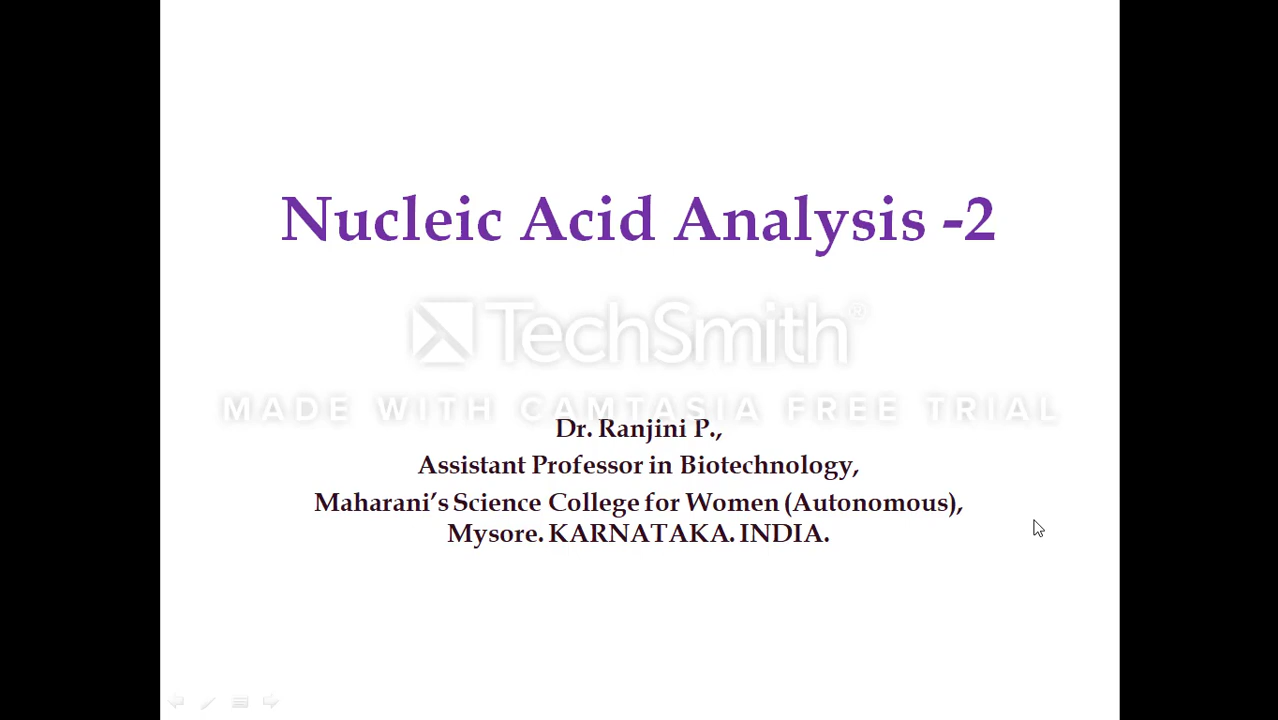 Nucleic Acid Analysis -2
TechSmith®
MADE WITH CAMTASIA FREE TRIAL
Dr. Ranjini P.,
Assistant Professor in Biotechnology,
Maharani’s Science College for Women (Autonomous),
Mysore. KARNATAKA. INDIA.